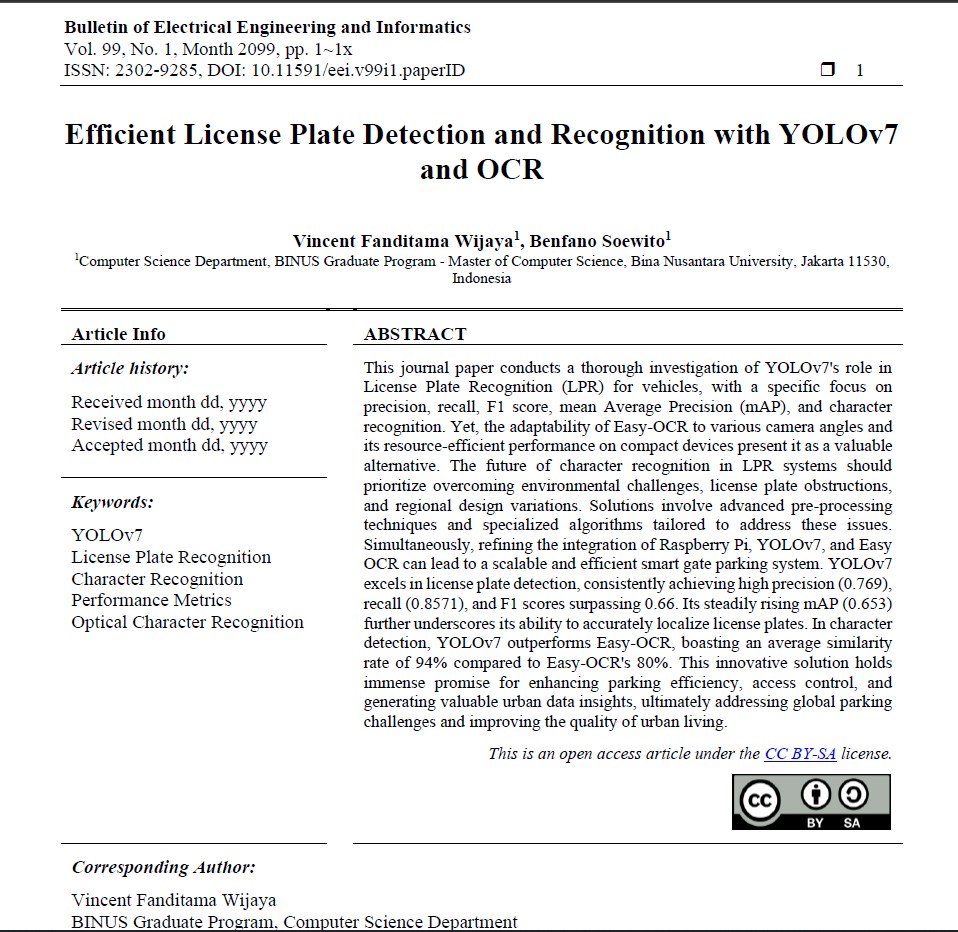 Bulletin of Electrical Engineering and Informatics
Vol. 99, No. 1, Month 2099, pp. 1~1x
ISSN: 2302-9285, DOI: 10.11591/eei.v99i1.paperID
❒ 1
Efficient License Plate Detection and Recognition with YOLOv7
and OCR
Vincent Fanditama Wijaya1, Benfano Soewito1
1Computer Science Department, BINUS Graduate Program - Master of Computer Science, Bina Nusantara University, Jakarta 11530,
Indonesia
Article Info
Article history:
Received month dd, yyyy
Revised month dd, yyyy
Accepted month dd, yyyy
Keywords:
YOLOv7
License Plate Recognition
Character Recognition
Performance Metrics
Optical Character Recognition
ABSTRACT
This journal paper conducts a thorough investigation of YOLOv7's role in
License Plate Recognition (LPR) for vehicles, with a specific focus on
precision, recall, F1 score, mean Average Precision (mAP), and character
recognition. Yet, the adaptability of Easy-OCR to various camera angles and
its resource-efficient performance on compact devices present it as a valuable
alternative. The future of character recognition in LPR systems should
prioritize overcoming environmental challenges, license plate obstructions,
and regional design variations. Solutions involve advanced pre-processing
techniques and specialized algorithms tailored to address these issues.
Simultaneously, refining the integration of Raspberry Pi, YOLOv7, and Easy
OCR can lead to a scalable and efficient smart gate parking system. YOLOv7
excels in license plate detection, consistently achieving high precision (0.769),
recall (0.8571), and F1 scores surpassing 0.66. Its steadily rising mAP (0.653)
further underscores its ability to accurately localize license plates. In character
detection, YOLOv7 outperforms Easy-OCR, boasting an average similarity
rate of 94% compared to Easy-OCR's 80%. This innovative solution holds
immense promise for enhancing parking efficiency, access control, and
generating valuable urban data insights, ultimately addressing global parking
challenges and improving the quality of urban living.
This is an open access article under the CC BY-SA license.
cc
BY SA
Corresponding Author:
Vincent Fanditama Wijaya
BINUS Graduate Program, Computer Science Department